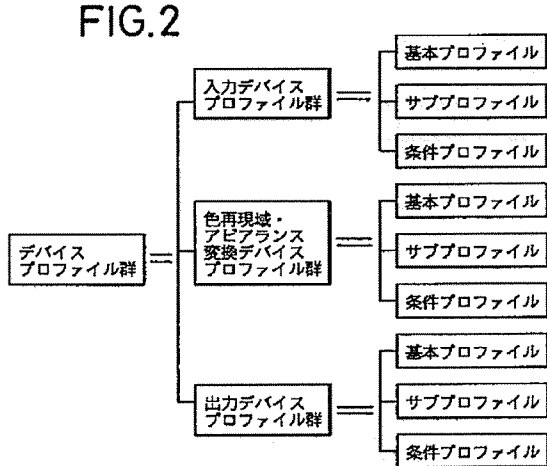 FIG.2
デバイス
プロファイル群
入力デバイス
プロファイル群
基本プロファイル
サブプロファイル
条件プロファイル
色再現域・
アピアランス
変換デバイス
プロファイル群
基本プロファイル
サブプロファイル
条件プロファイル
出力デバイス
プロファイル群
基本プロファイル
サブプロファイル
条件プロファイル